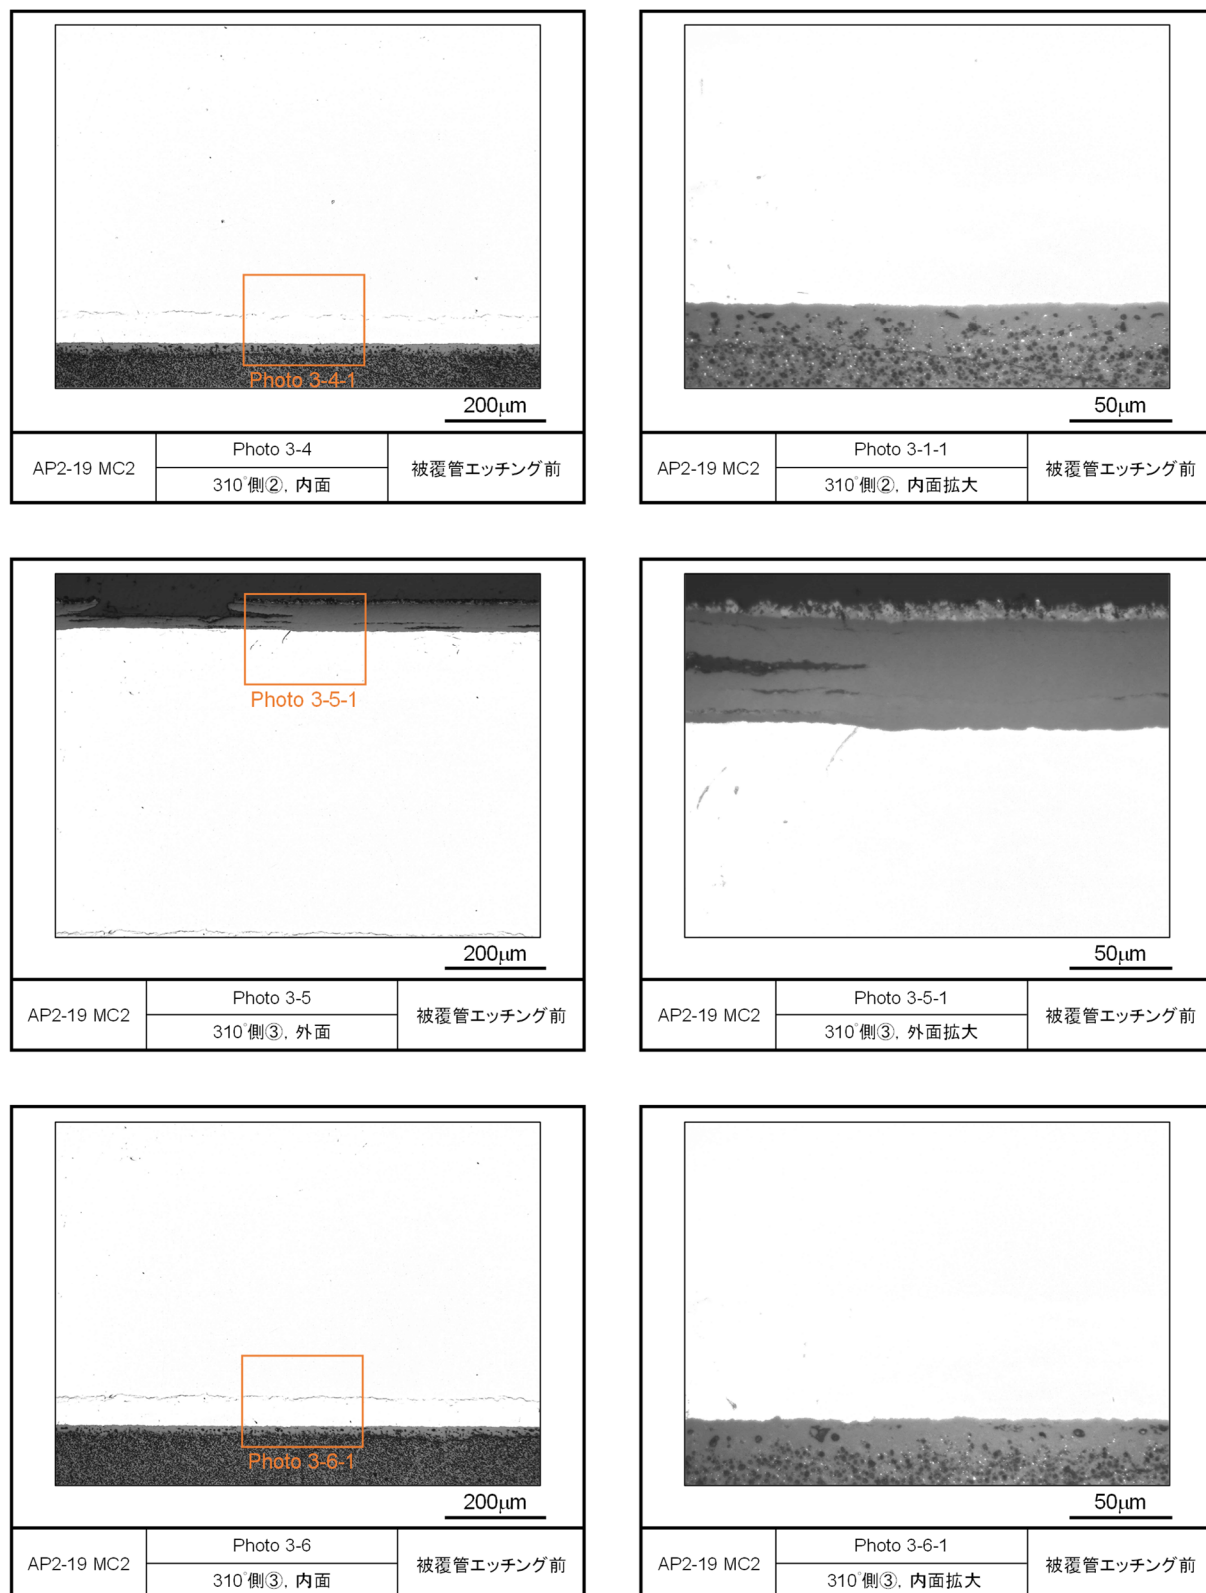 Photo 3-4-1
200μm
AP2-19 MC2
Photo 3-4
310°側②, 内面
被覆管エッチング前
50μm
AP2-19 MC2
Photo 3-1-1
310°側②, 内面拡大
被覆管エッチング前
Photo 3-5-1
200μm
AP2-19 MC2
Photo 3-5
310°側③, 外面
被覆管エッチング前
50μm
AP2-19 MC2
Photo 3-5-1
310°側③, 外面拡大
被覆管エッチング前
Photo 3-6-1
200μm
AP2-19 MC2
Photo 3-6
310°側③, 内面
被覆管エッチング前
50μm
AP2-19 MC2
Photo 3-6-1
310°側③, 内面拡大
被覆管エッチング前